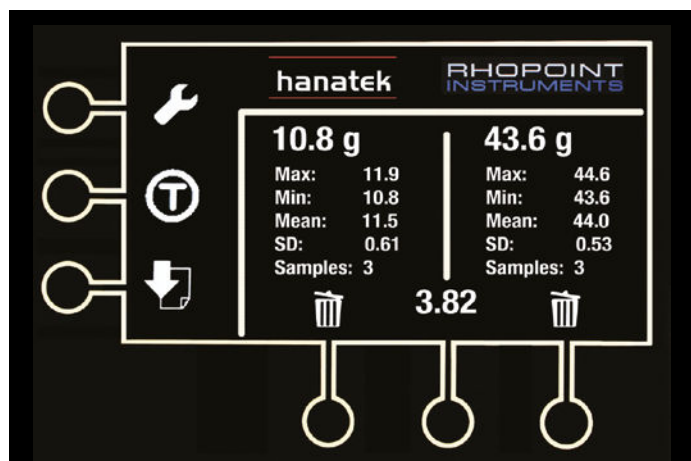 hanatek
RHOPOINT
INSTRUMENTS
T
10.8 g
Max: 11.9
Min: 10.8
Mean: 11.5
SD: 0.61
Samples: 3
43.6 g
Max: 44.6
Min: 43.6
Mean: 44.0
SD: 0.53
Samples: 3
3.82